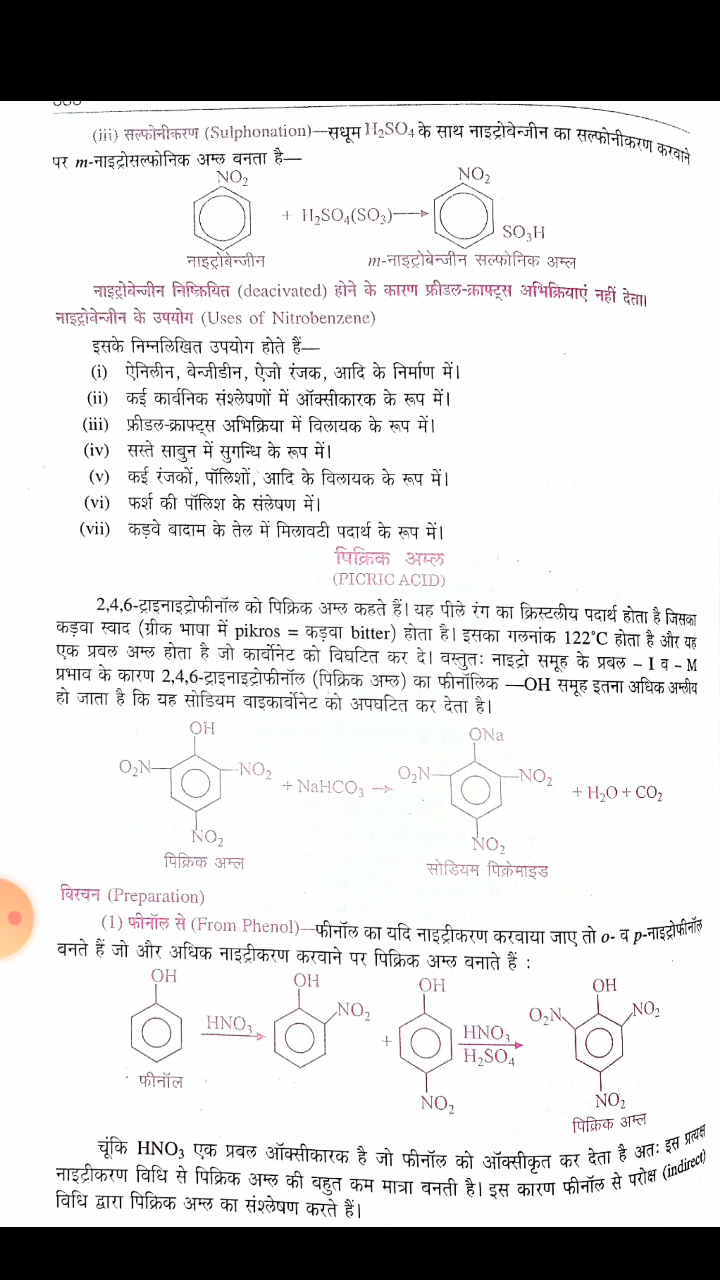 (iii) सल्फोनीकरण (Sulphonation)—सधूम H₂SO₄ के साथ नाइट्रोबेन्जीन का सल्फोनीकरण करवाने
पर m-नाइट्रोसल्फोनिक अम्ल बनता है—
NO₂ NO₂
+ H₂SO₄(SO₃)⟶
SO₃H
नाइट्रोबेन्जीन m-नाइट्रोबेन्जीन सल्फोनिक अम्ल
नाइट्रोबेन्जीन निष्क्रियित (deacivated) होने के कारण फ्रीडल-क्राफ्ट्स अभिक्रियाएं नहीं देता।
नाइट्रोबेन्जीन के उपयोग (Uses of Nitrobenzene)
इसके निम्नलिखित उपयोग होते हैं—
(i) ऐनिलीन, बेन्जीडीन, ऐजो रंजक, आदि के निर्माण में।
(ii) कई कार्बनिक संश्लेषणों में ऑक्सीकारक के रूप में।
(iii) फ्रीडल-क्राफ्ट्स अभिक्रिया में विलायक के रूप में।
(iv) सस्ते साबुन में सुगन्धि के रूप में।
(v) कई रंजकों, पॉलिशों, आदि के विलायक के रूप में।
(vi) फर्श की पॉलिश के संलेषण में।
(vii) कड़वे बादाम के तेल में मिलावटी पदार्थ के रूप में।
पिक्रिक अम्ल
(PICRIC ACID)
2,4,6-ट्राइनाइट्रोफीनॉल को पिक्रिक अम्ल कहते हैं। यह पीले रंग का क्रिस्टलीय पदार्थ होता है जिसका
कड़वा स्वाद (ग्रीक भाषा में pikros = कड़वा bitter) होता है। इसका गलनांक 122°C होता है और यह
एक प्रबल अम्ल होता है जो कार्बोनेट को विघटित कर दे। वस्तुतः नाइट्रो समूह के प्रबल – I व – M
प्रभाव के कारण 2,4,6-ट्राइनाइट्रोफीनॉल (पिक्रिक अम्ल) का फीनॉलिक —OH समूह इतना अधिक अम्लीय
हो जाता है कि यह सोडियम बाइकार्बोनेट को अपघटित कर देता है।
OH ONa
O₂N NO₂ + NaHCO₃ → O₂N NO₂ + H₂O + CO₂
NO₂ NO₂
पिक्रिक अम्ल सोडियम पिक्रेमाइड
विरचन (Preparation)
(1) फीनॉल से (From Phenol)—फीनॉल का यदि नाइट्रीकरण करवाया जाए तो o- व p-नाइट्रोफीनॉल
बनते हैं जो और अधिक नाइट्रीकरण करवाने पर पिक्रिक अम्ल बनाते हैं :
OH OH OH OH
HNO₃ NO₂ + HNO₃ O₂N NO₂
H₂SO₄
फीनॉल NO₂ NO₂
पिक्रिक अम्ल
चूंकि HNO₃ एक प्रबल ऑक्सीकारक है जो फीनॉल को ऑक्सीकृत कर देता है अतः इस प्रत्यक्ष
नाइट्रीकरण विधि से पिक्रिक अम्ल की बहुत कम मात्रा बनती है। इस कारण फीनॉल से परोक्ष (indirect)
विधि द्वारा पिक्रिक अम्ल का संश्लेषण करते हैं।